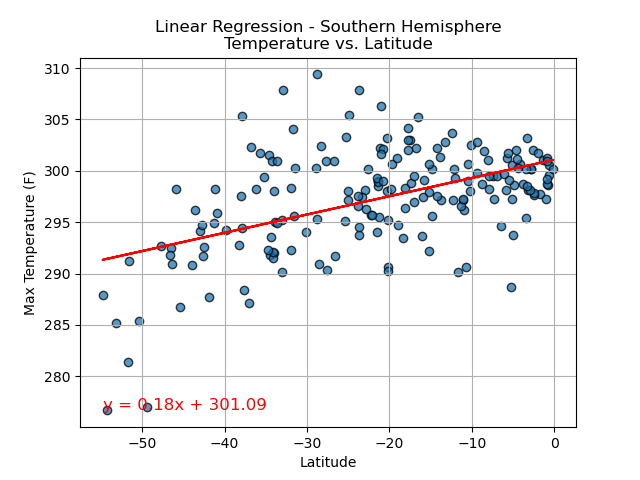 Linear Regression - Southern Hemisphere
Temperature vs. Latitude
310
305
300
295
290
285
280
Max Temperature (F)
y = 0.18x + 301.09
−50
−40
−30
−20
−10
0
Latitude